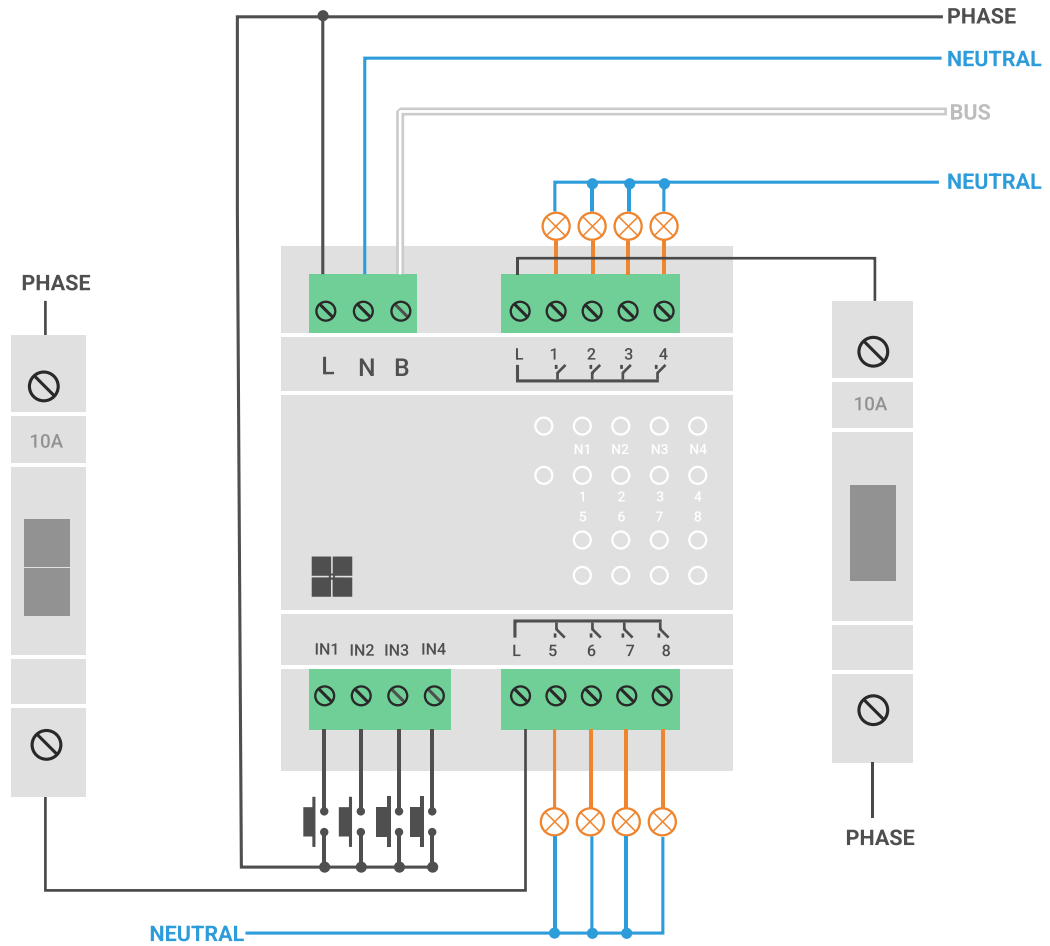 PHASE
NEUTRAL
BUS
NEUTRAL
PHASE
L N B
L 1 2 3 4
10A
10A
N1 N2 N3 N4
1 2 3 4
5 6 7 8
IN1 IN2 IN3 IN4
L 5 6 7 8
PHASE
NEUTRAL